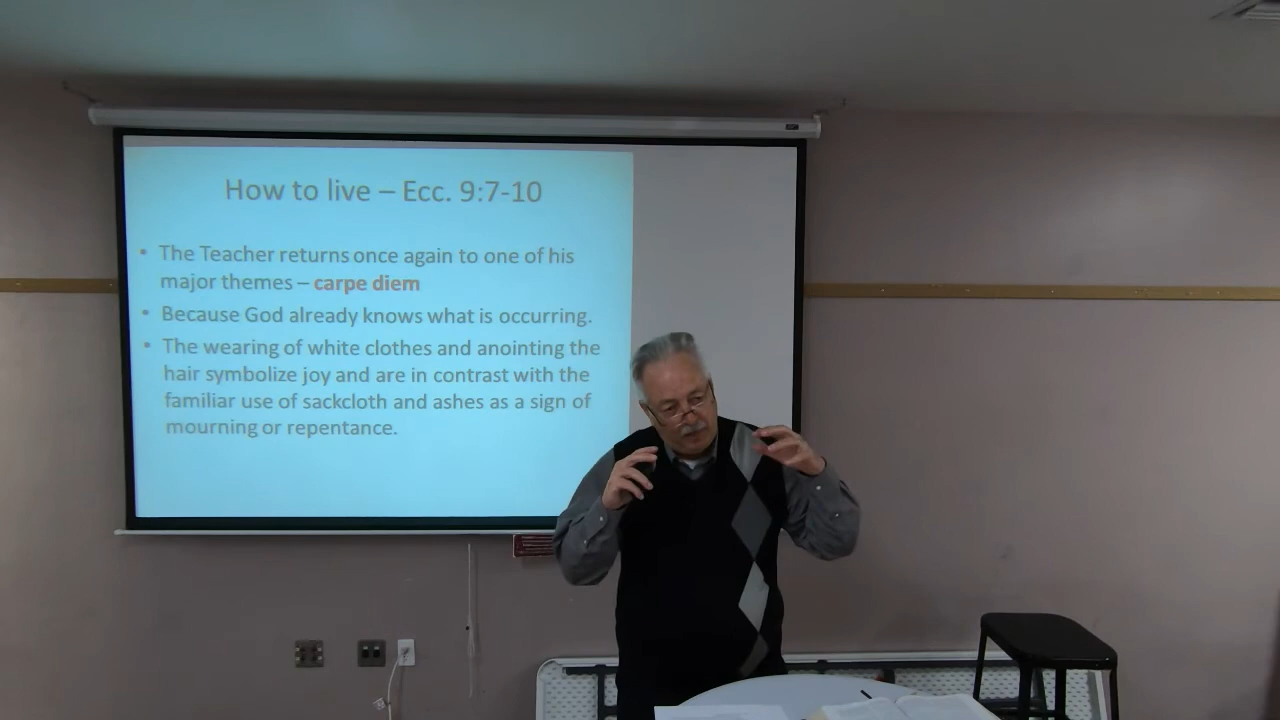 How to live – Ecc. 9:7-10
• The Teacher returns once again to one of his
major themes – carpe diem
• Because God already knows what is occurring.
• The wearing of white clothes and anointing the
hair symbolize joy and are in contrast with the
familiar use of sackcloth and ashes as a sign of
mourning or repentance.